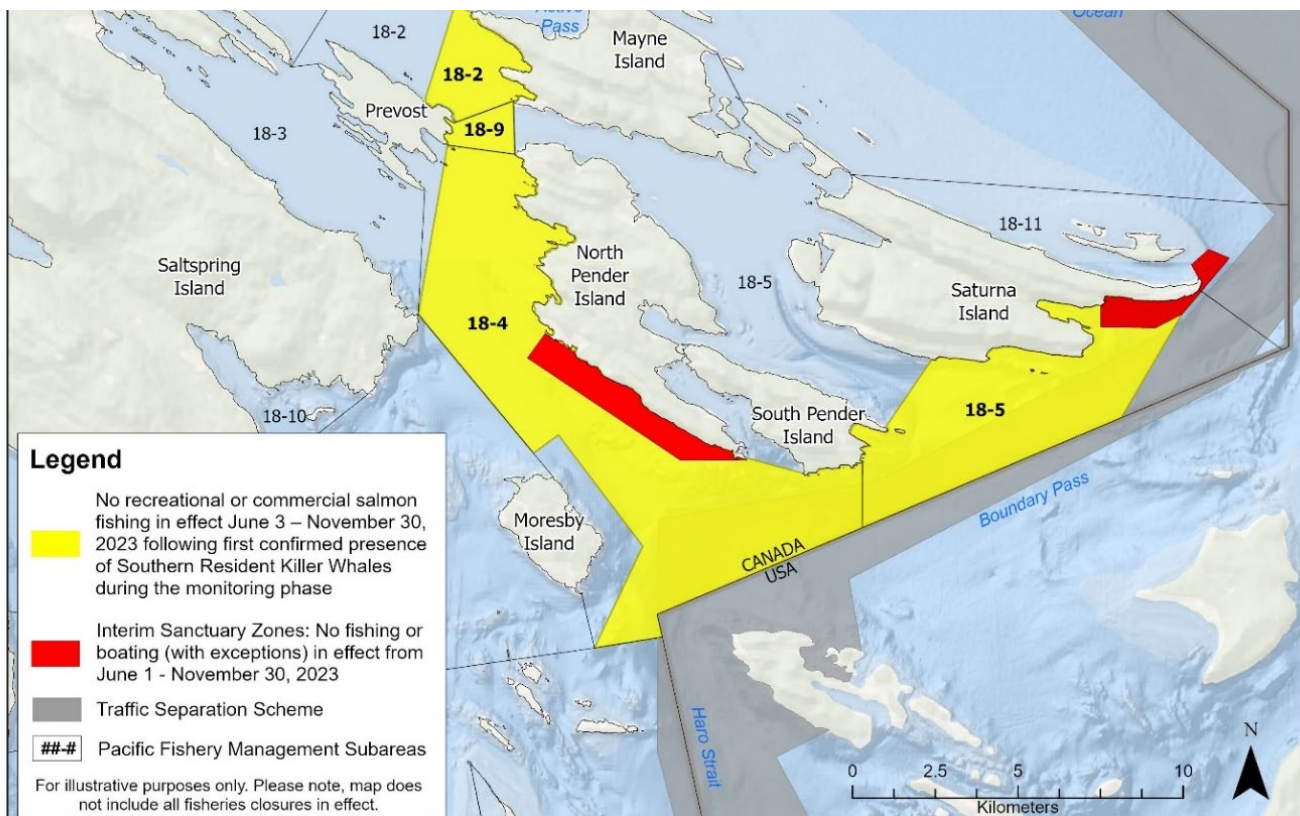 Active
Pass
Ocean
18-2
Mayne
Island
18-2
Prevost
18-9
18-3
18-11
Saltspring
Island
North
Pender
Island
18-5
Saturna
Island
18-4
18-10
South Pender
Island
18-5
Moresby
Island
Boundary Pass
CANADA
USA
Haro Strait
Legend
No recreational or commercial salmon
fishing in effect June 3 – November 30,
2023 following first confirmed presence
of Southern Resident Killer Whales
during the monitoring phase
Interim Sanctuary Zones: No fishing or
boating (with exceptions) in effect from
June 1 - November 30, 2023
Traffic Separation Scheme
##-# Pacific Fishery Management Subareas
For illustrative purposes only. Please note, map does
not include all fisheries closures in effect.
N
0 2.5 5 10
Kilometers